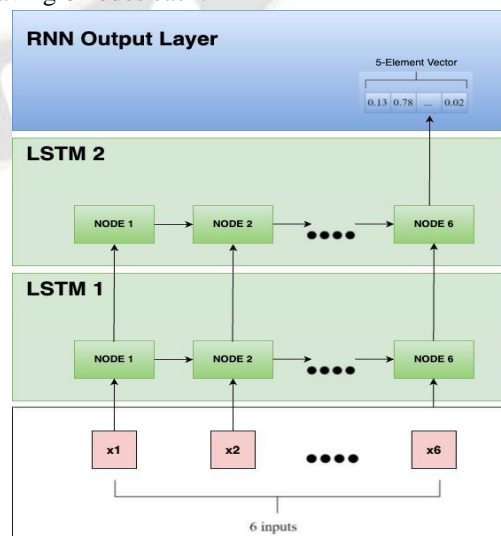 RNN Output Layer
5-Element Vector
0.13 0.78 ... 0.02
LSTM 2
NODE 1 NODE 2 NODE 6
LSTM 1
NODE 1 NODE 2 NODE 6
x1 x2 x6
6 inputs